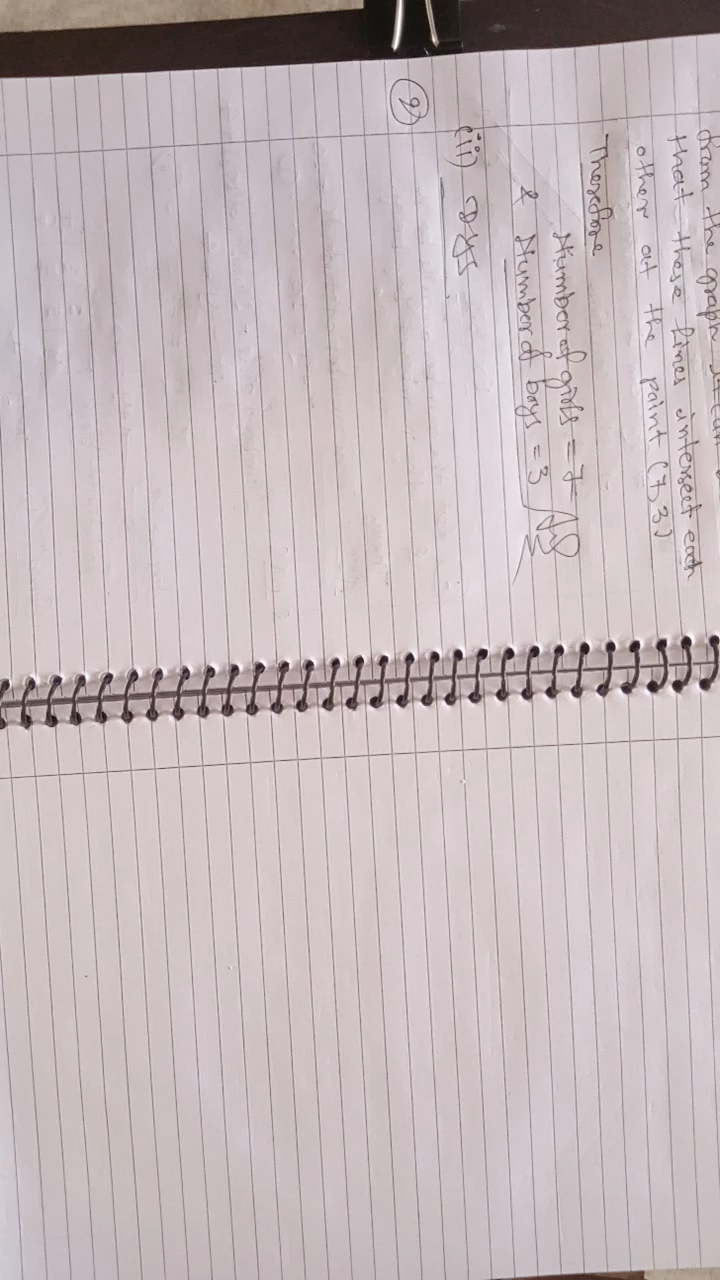 from the graph
that these lines intersect each
other at the point (7,3)
Therefore
Number of girls = 7
& Number of boys = 3
(ii)
2